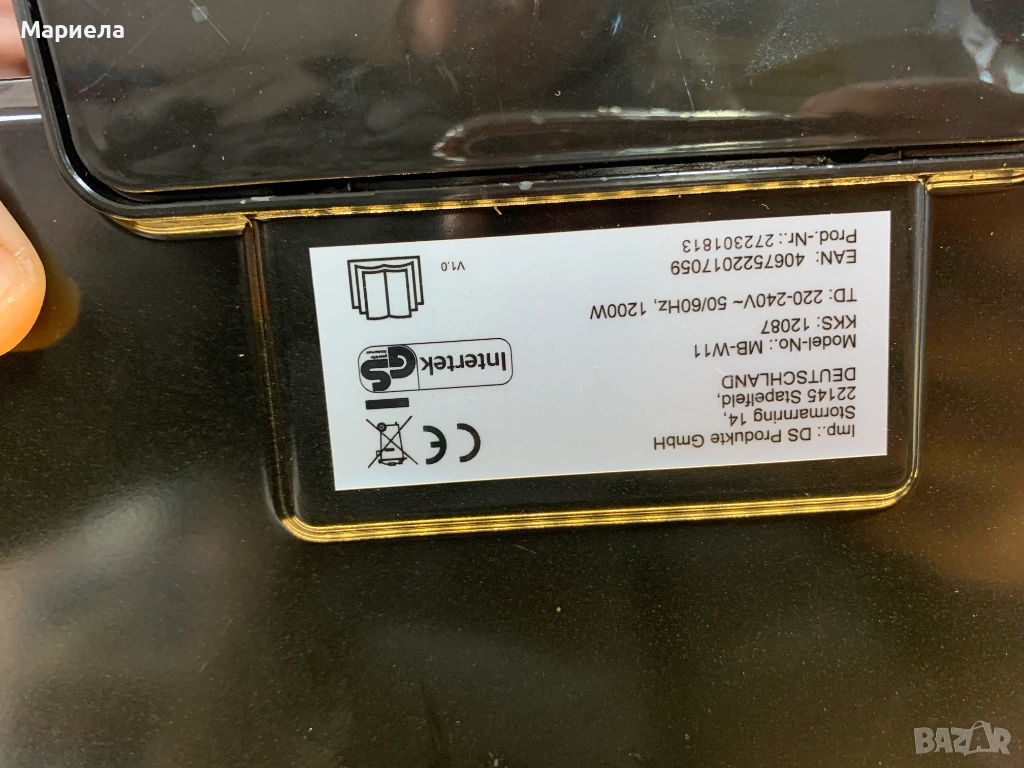 Мариела
Imp.: DS Produkte GmbH
Stormarnring 14,
22145 Stapelfeld,
DEUTSCHLAND
Model-No.: MB-W11
KKS: 12087
TD: 220-240V~ 50/60Hz, 1200W
EAN: 4067522017059
Prod.-Nr.: 272301813
CE
Intertek
GS
V1.0
BAZAR